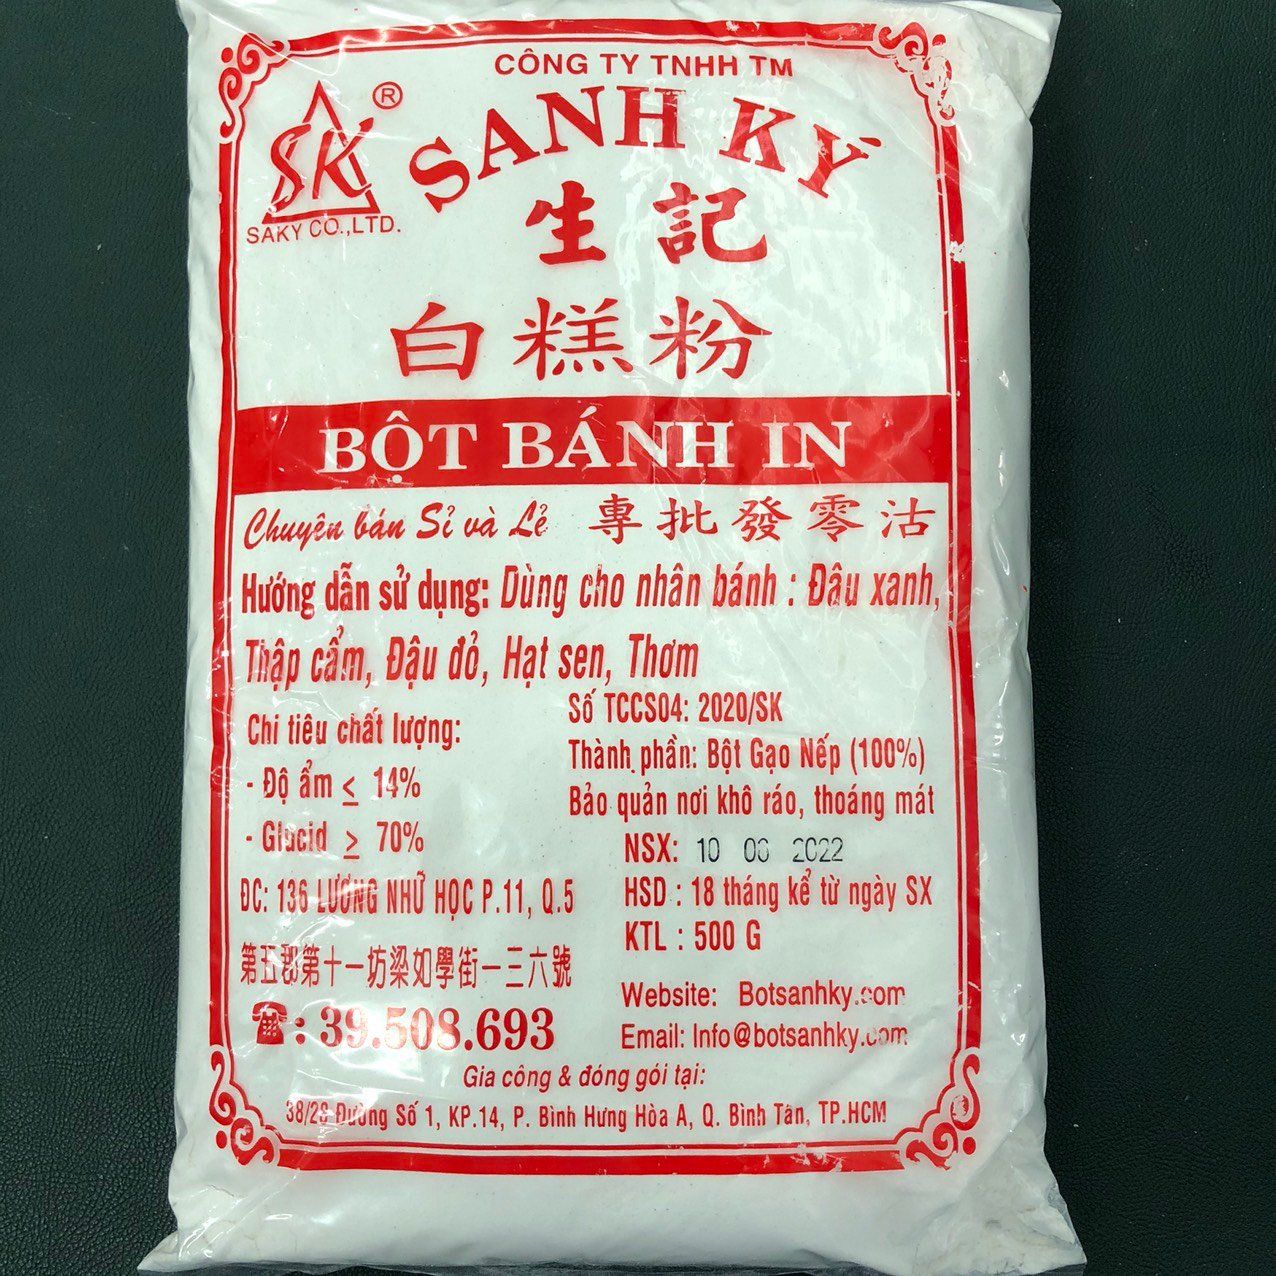 CÔNG TY TNHH TM
SK ®
SANH KÝ
SAKY CO.,LTD.
生記
白糕粉
BỘT BÁNH IN
Chuyên bán Sỉ và Lẻ 專批發零沽
Hướng dẫn sử dụng: Dùng cho nhân bánh : Đậu xanh,
Thập cẩm, Đậu đỏ, Hạt sen, Thơm
Chỉ tiêu chất lượng:
- Độ ẩm ≤ 14%
- Glucid ≥ 70%
Số TCCS04: 2020/SK
Thành phần: Bột Gạo Nếp (100%)
Bảo quản nơi khô ráo, thoáng mát
NSX: 10 06 2022
HSD : 18 tháng kể từ ngày SX
KTL : 500 G
ĐC: 136 LƯƠNG NHỮ HỌC P.11, Q.5
第五郡第十一坊梁如學街一三六號
☎: 39.508.693
Website: Botsanhky.com
Email: Info@botsanhky.com
Gia công & đóng gói tại:
38/28 Đường Số 1, KP.14, P. Bình Hưng Hòa A, Q. Bình Tân, TP.HCM